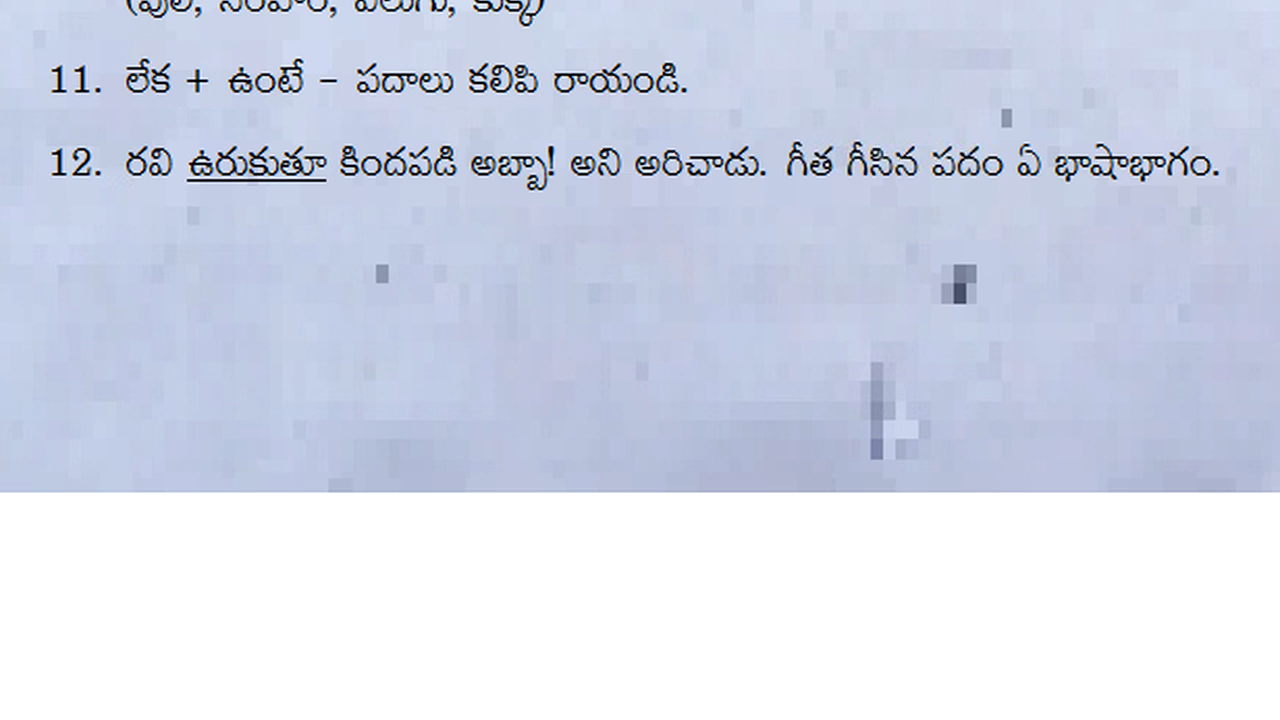 11. లేక + ఉంటే – పదాలు కలిపి రాయండి.
12. రవి ఉరుకుతూ కిందపడి అబ్బా! అని అరిచాడు. గీత గీసిన పదం ఏ భాషాభాగం.